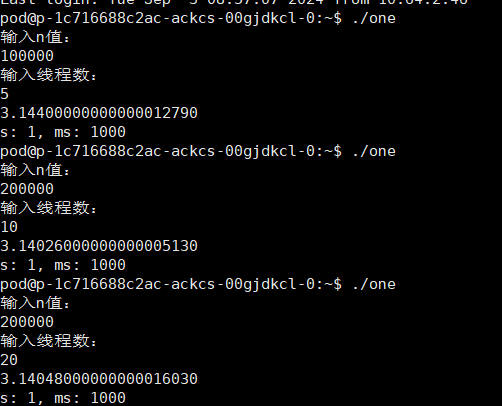 Last login: Tue Sep  3 08:37:07 2024 from 10.64.2.46
pod@p-1c716688c2ac-ackcs-00gjdkcl-0:~$ ./one
输入n值：
100000
输入线程数：
5
3.14400000000000012790
s: 1, ms: 1000
pod@p-1c716688c2ac-ackcs-00gjdkcl-0:~$ ./one
输入n值：
200000
输入线程数：
10
3.14026000000000005130
s: 1, ms: 1000
pod@p-1c716688c2ac-ackcs-00gjdkcl-0:~$ ./one
输入n值：
200000
输入线程数：
20
3.14048000000000016030
s: 1, ms: 1000